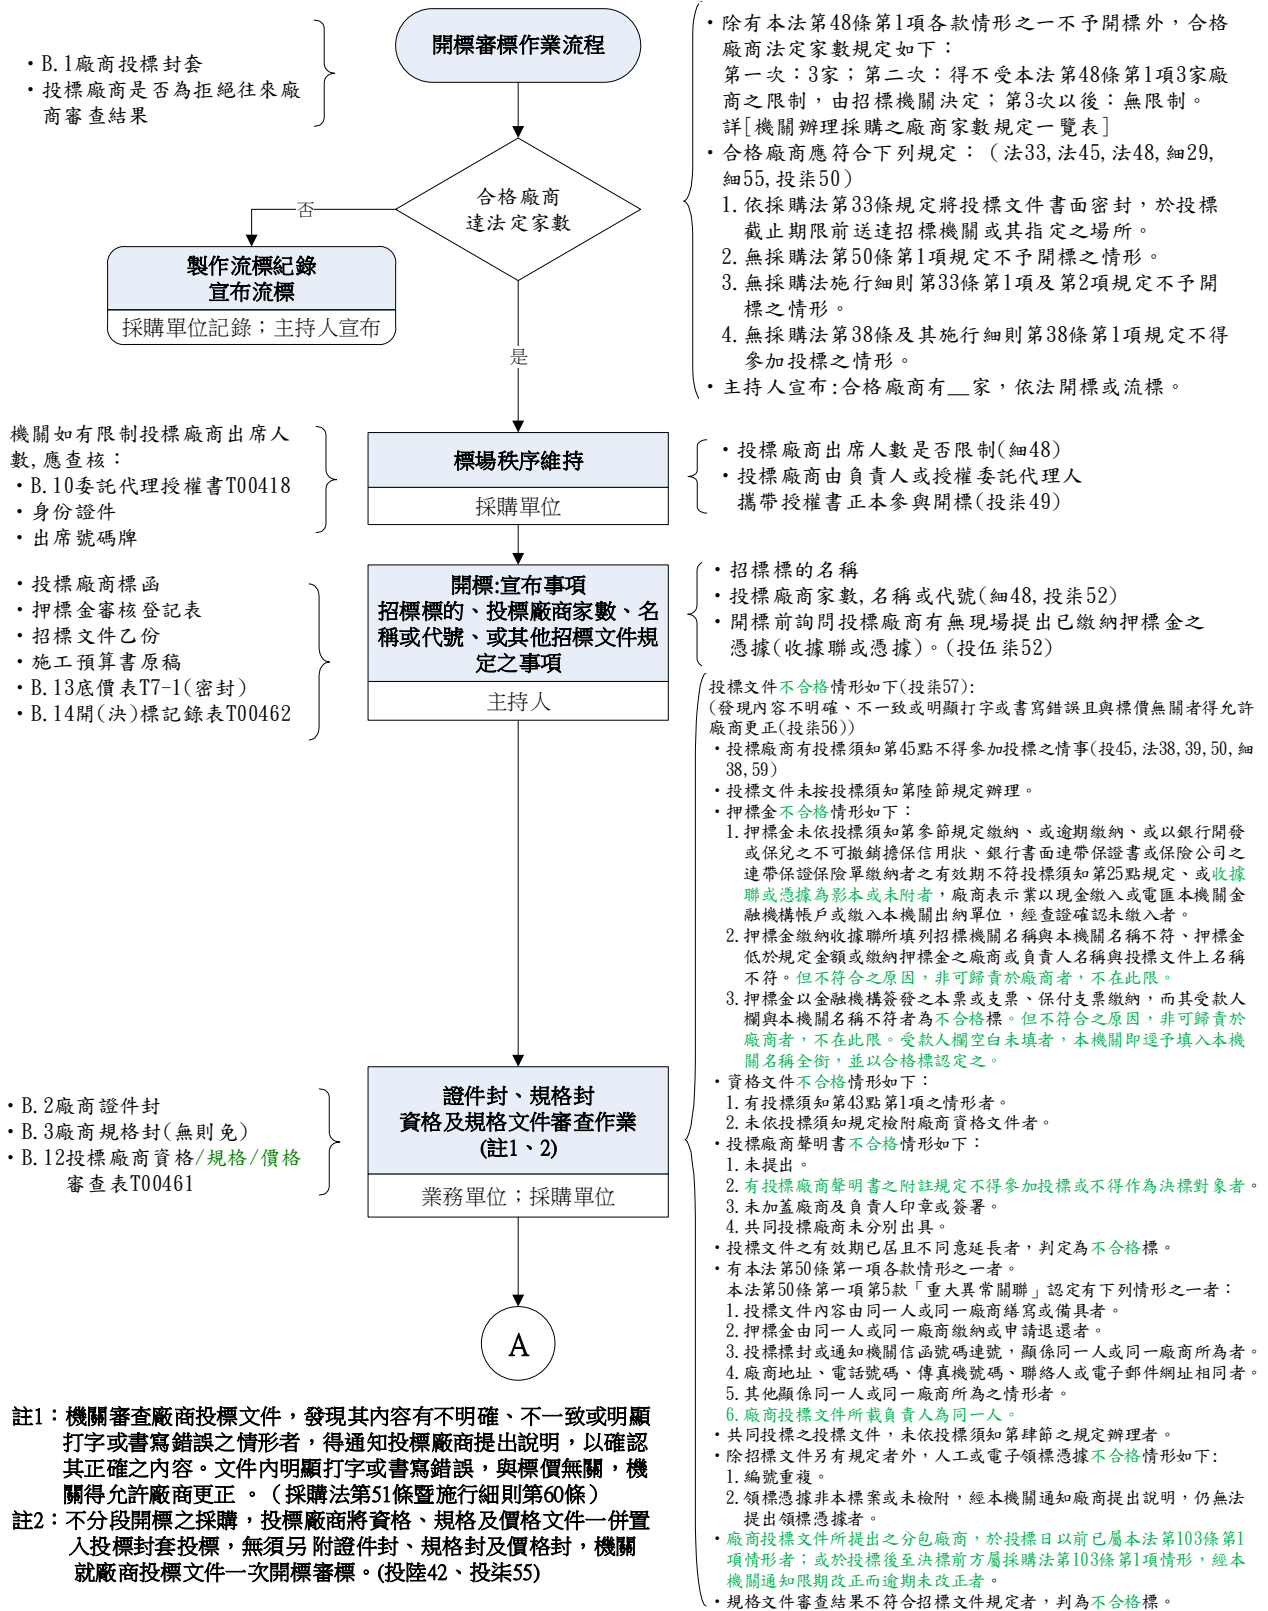 開標審標作業流程
・B.1廠商投標封套
・投標廠商是否為拒絕往來廠
商審查結果
・除有本法第48條第1項各款情形之一不予開標外，合格
廠商法定家數規定如下：
第一次：3家；第二次：得不受本法第48條第1項3家廠
商之限制，由招標機關決定；第3次以後：無限制。
詳[機關辦理採購之廠商家數規定一覽表]
・合格廠商應符合下列規定：（法33,法45,法48,細29,
細55,投柒50）
1.依採購法第33條規定將投標文件書面密封，於投標
截止期限前送達招標機關或其指定之場所。
2.無採購法第50條第1項規定不予開標之情形。
3.無採購法施行細則第33條第1項及第2項規定不予開
標之情形。
4.無採購法第38條及其施行細則第38條第1項規定不得
參加投標之情形。
・主持人宣布:合格廠商有__家，依法開標或流標。
合格廠商
達法定家數
否
製作流標紀錄
宣布流標
採購單位記錄；主持人宣布
是
機關如有限制投標廠商出席人
數,應查核：
・B.10委託代理授權書T00418
・身份證件
・出席號碼牌
標場秩序維持
採購單位
・投標廠商出席人數是否限制(細48)
・投標廠商由負責人或授權委託代理人
攜帶授權書正本參與開標(投柒49)
・投標廠商標函
・押標金審核登記表
・招標文件乙份
・施工預算書原稿
・B.13底價表T7-1(密封)
・B.14開(決)標記錄表T00462
開標:宣布事項
招標標的、投標廠商家數、名
稱或代號、或其他招標文件規
定之事項
主持人
・招標標的名稱
・投標廠商家數,名稱或代號(細48,投柒52)
・開標前詢問投標廠商有無現場提出已繳納押標金之
憑據(收據聯或憑據)。(投伍柒52)
投標文件不合格情形如下(投柒57):
(發現內容不明確、不一致或明顯打字或書寫錯誤且與標價無關者得允許
廠商更正(投柒56))
・投標廠商有投標須知第45點不得參加投標之情事(投45,法38,39,50,細
38,59)
・投標文件未按投標須知第陸節規定辦理。
・押標金不合格情形如下：
1.押標金未依投標須知第參節規定繳納、或逾期繳納、或以銀行開發
或保兌之不可撤銷擔保信用狀、銀行書面連帶保證書或保險公司之
連帶保證保險單繳納者之有效期不符投標須知第25點規定、或收據
聯或憑據為影本或未附者，廠商表示業以現金繳入或電匯本機關金
融機構帳戶或繳入本機關出納單位，經查證確認未繳入者。
2.押標金繳納收據聯所填列招標機關名稱與本機關名稱不符、押標金
低於規定金額或繳納押標金之廠商或負責人名稱與投標文件上名稱
不符。但不符合之原因，非可歸責於廠商者，不在此限。
3.押標金以金融機構簽發之本票或支票、保付支票繳納，而其受款人
欄與本機關名稱不符者為不合格標。但不符合之原因，非可歸責於
廠商者，不在此限。受款人欄空白未填者，本機關即逕予填入本機
關名稱全銜，並以合格標認定之。
・資格文件不合格情形如下：
1.有投標須知第43點第1項之情形者。
2.未依投標須知規定檢附廠商資格文件者。
・投標廠商聲明書不合格情形如下：
1.未提出。
2.有投標廠商聲明書之附註規定不得參加投標或不得作為決標對象者。
3.未加蓋廠商及負責人印章或簽署。
4.共同投標廠商未分別出具。
・投標文件之有效期已屆且不同意延長者，判定為不合格標。
・有本法第50條第一項各款情形之一者。
本法第50條第一項第5款「重大異常關聯」認定有下列情形之一者：
1.投標文件內容由同一人或同一廠商繕寫或備具者。
2.押標金由同一人或同一廠商繳納或申請退還者。
3.投標標封或通知機關信函號碼連號，顯係同一人或同一廠商所為者。
4.廠商地址、電話號碼、傳真機號碼、聯絡人或電子郵件網址相同者。
5.其他顯係同一人或同一廠商所為之情形者。
6.廠商投標文件所載負責人為同一人。
・共同投標之投標文件，未依投標須知第肆節之規定辦理者。
・除招標文件另有規定者外，人工或電子領標憑據不合格情形如下:
1.編號重複。
2.領標憑據非本標案或未檢附，經本機關通知廠商提出說明，仍無法
提出領標憑據者。
・廠商投標文件所提出之分包廠商，於投標日以前已屬本法第103條第1
項情形者；或於投標後至決標前方屬採購法第103條第1項情形，經本
機關通知限期改正而逾期未改正者。
・規格文件審查結果不符合招標文件規定者，判為不合格標。
・B.2廠商證件封
・B.3廠商規格封(無則免)
・B.12投標廠商資格/規格/價格
審查表T00461
證件封、規格封
資格及規格文件審查作業
(註1、2)
業務單位；採購單位
A
註1：機關審查廠商投標文件，發現其內容有不明確、不一致或明顯
打字或書寫錯誤之情形者，得通知投標廠商提出說明，以確認
其正確之內容。文件內明顯打字或書寫錯誤，與標價無關，機
關得允許廠商更正 。（採購法第51條暨施行細則第60條）
註2：不分段開標之採購，投標廠商將資格、規格及價格文件一併置
入投標封套投標，無須另 附證件封、規格封及價格封，機關
就廠商投標文件一次開標審標。(投陸42、投柒55)